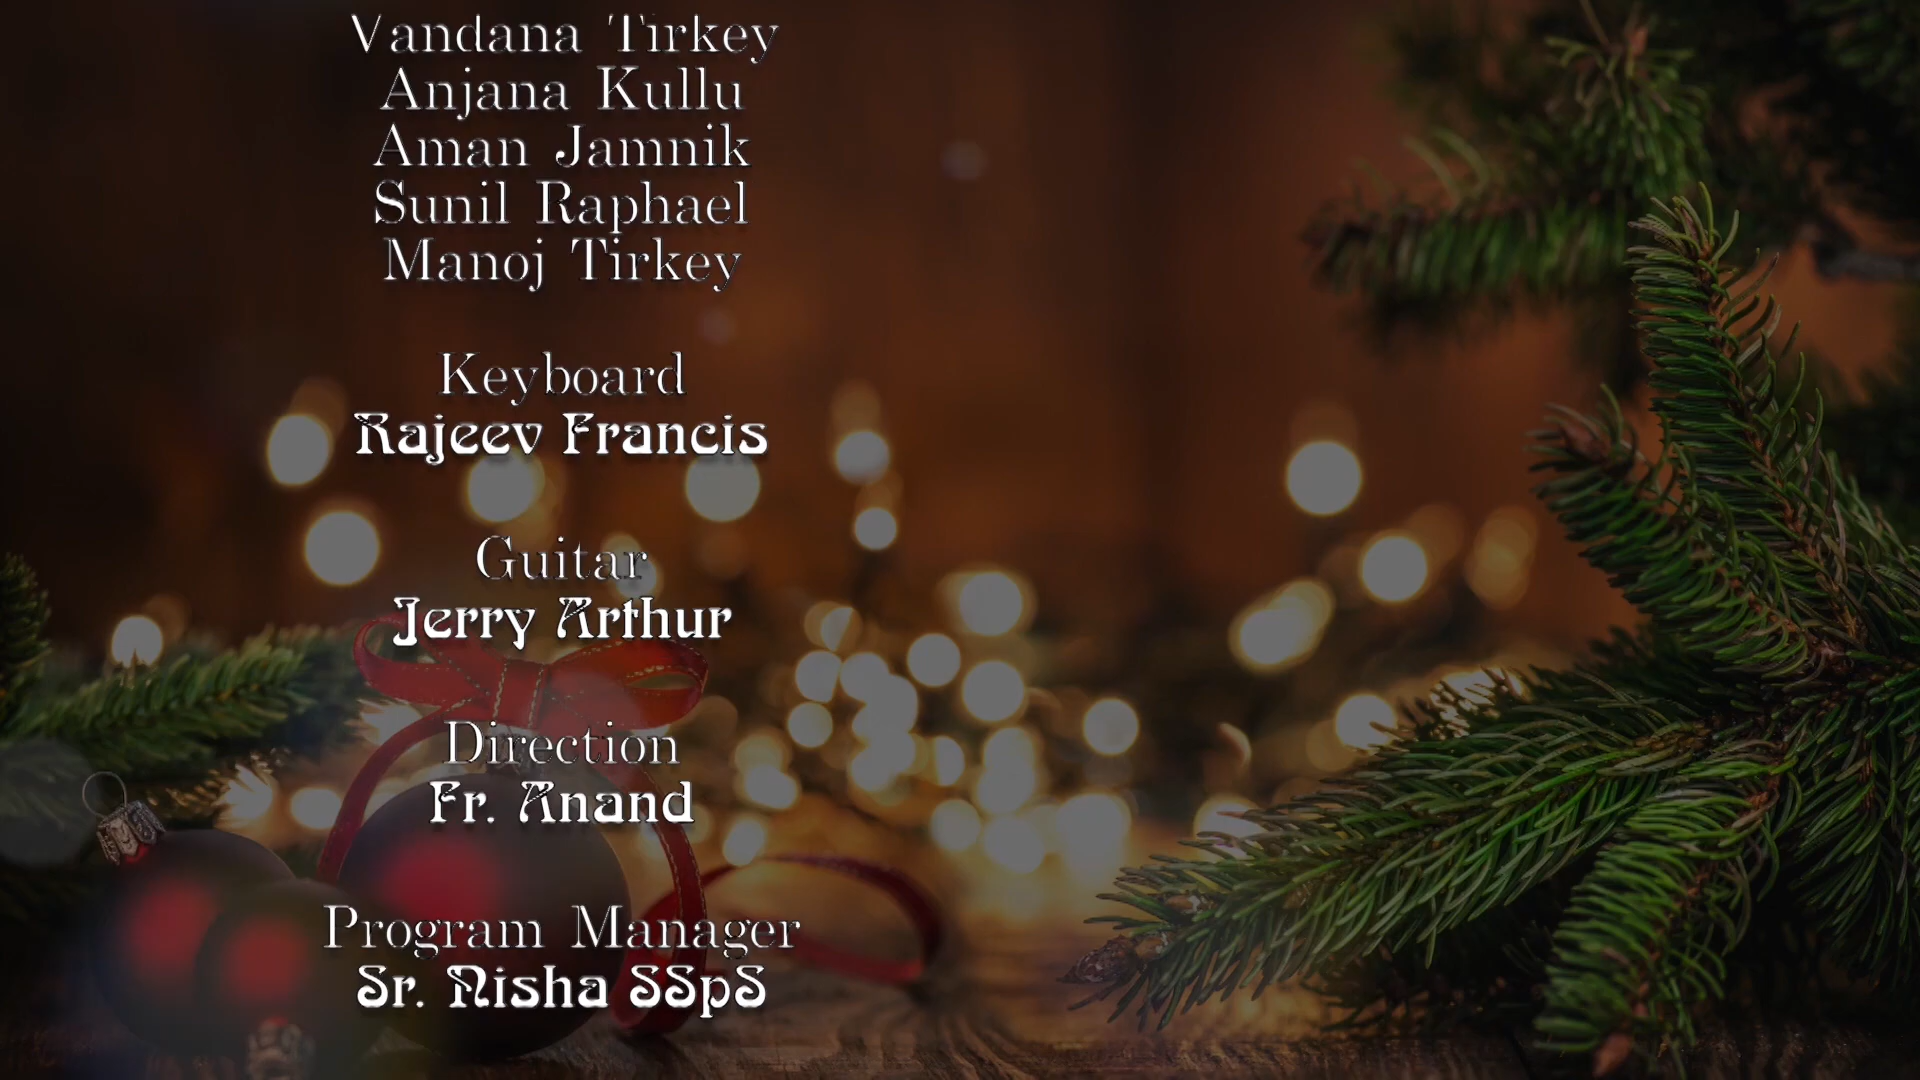 Vandana Tirkey
Anjana Kullu
Aman Jamnik
Sunil Raphael
Manoj Tirkey
Keyboard
Rajeev Francis
Guitar
Jerry Arthur
Direction
Fr. Anand
Program Manager
Sr. Nisha SSpS